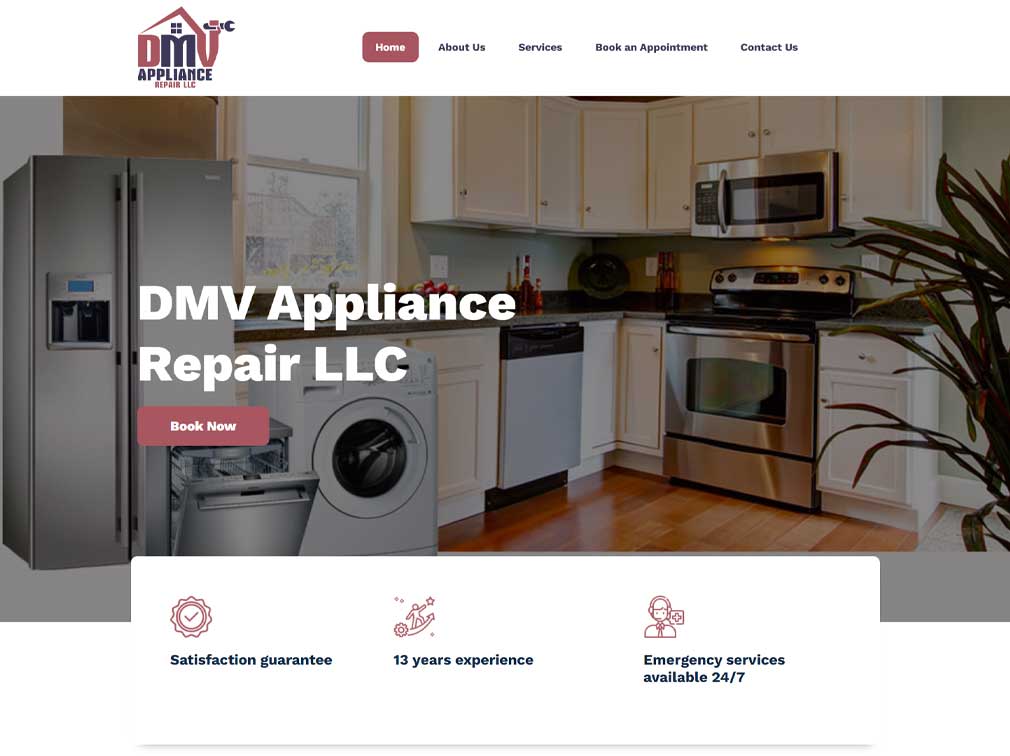 DMV
APPLIANCE
REPAIR LLC
Home
About Us
Services
Book an Appointment
Contact Us
DMV Appliance
Repair LLC
Book Now
Satisfaction guarantee
13 years experience
Emergency services
available 24/7